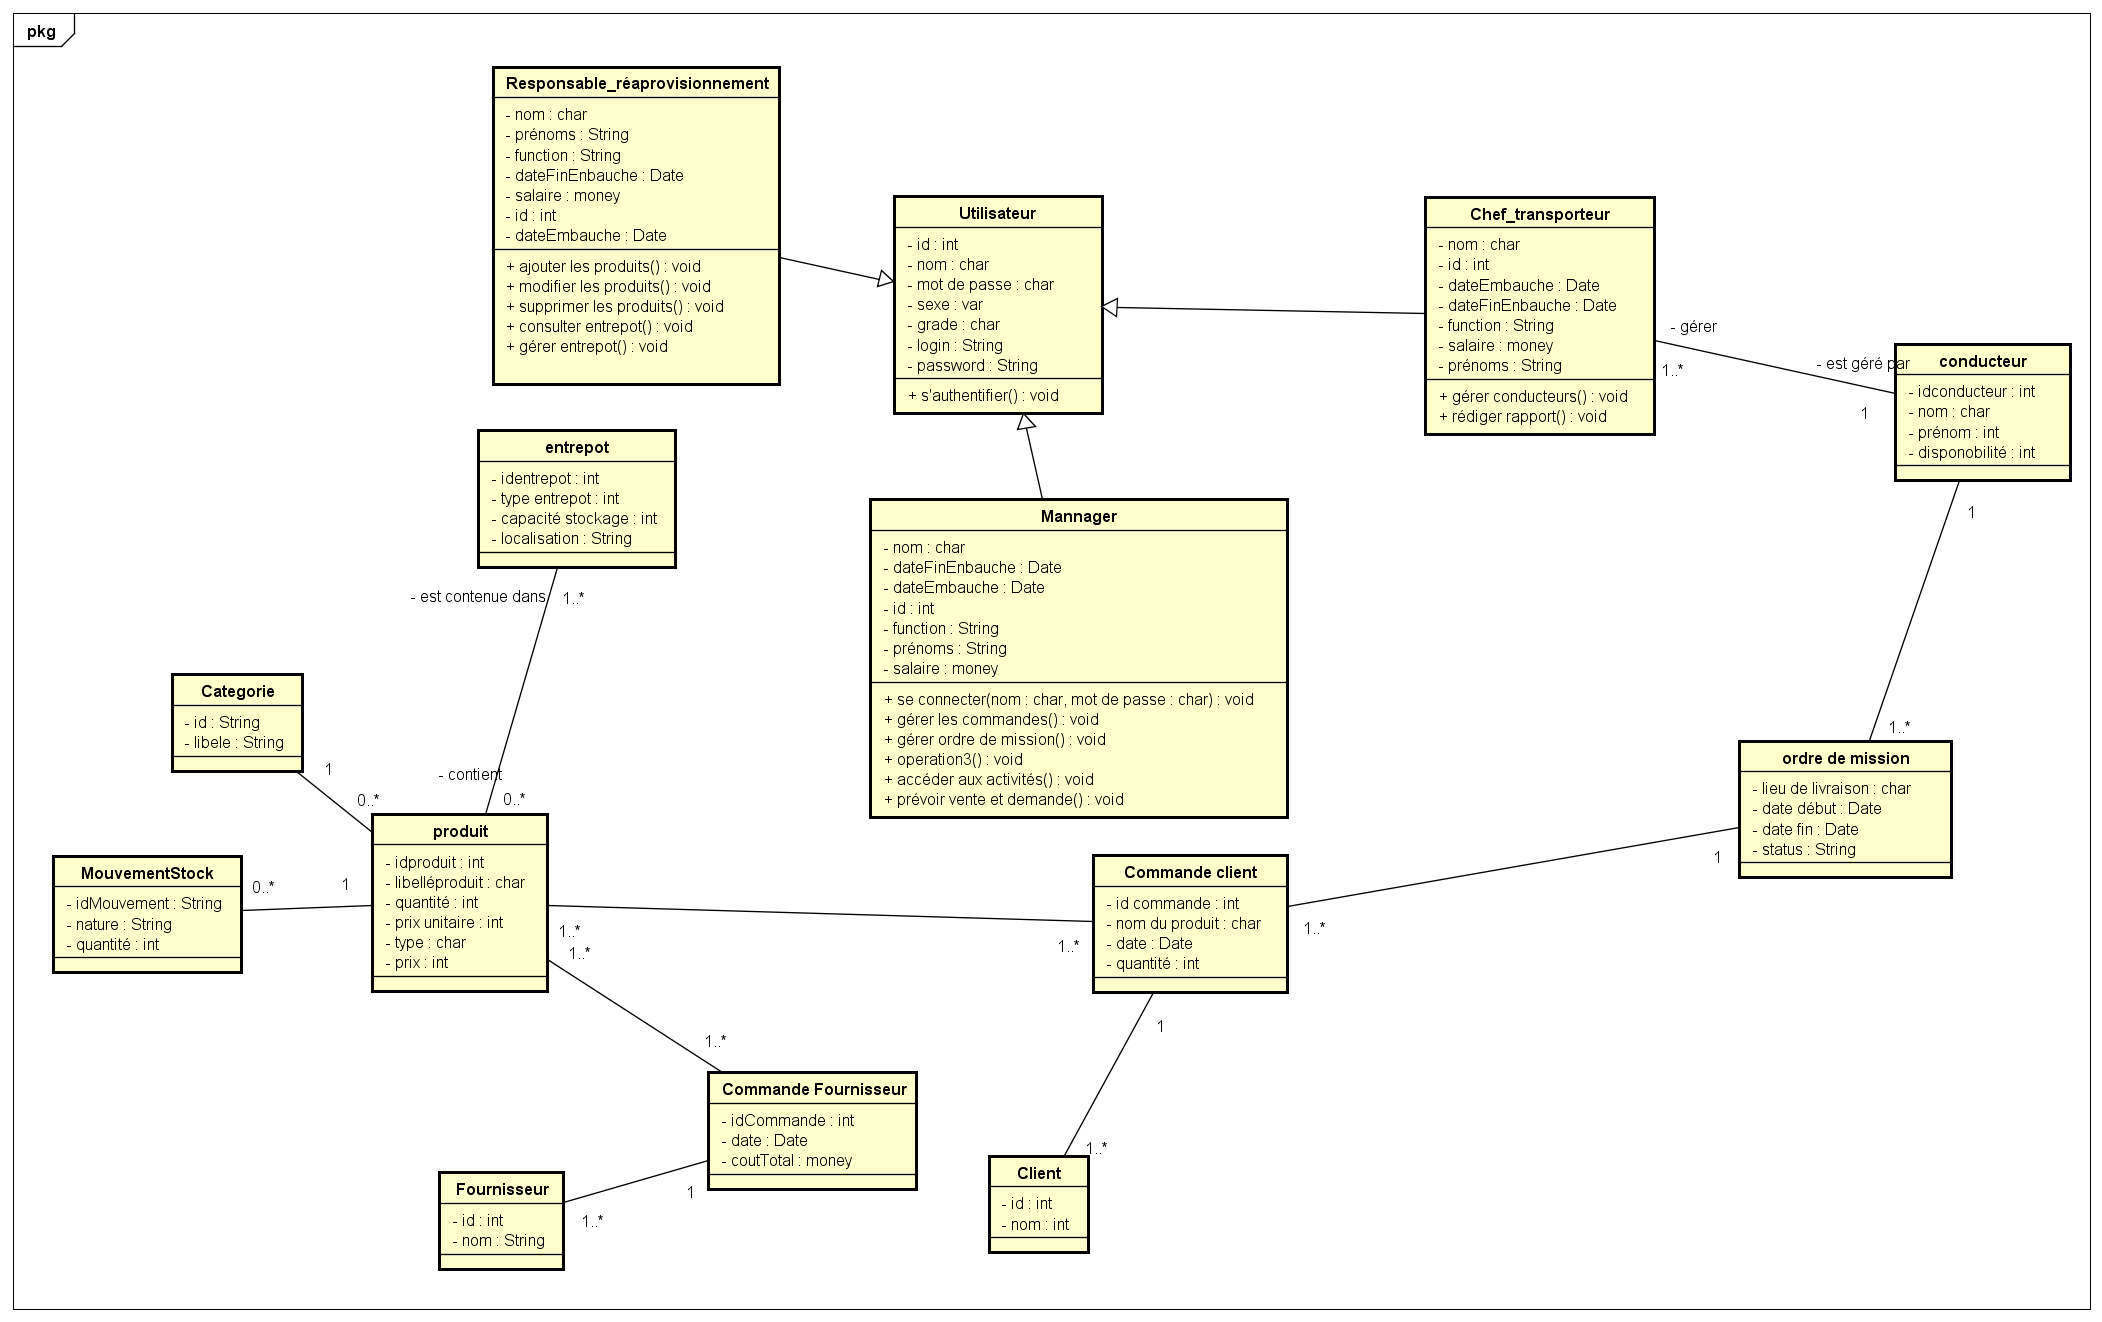 pkg
Responsable_réaprovisionnement
- nom : char
- prénoms : String
- function : String
- dateFinEnbauche : Date
- salaire : money
- id : int
- dateEmbauche : Date
+ ajouter les produits() : void
+ modifier les produits() : void
+ supprimer les produits() : void
+ consulter entrepot() : void
+ gérer entrepot() : void
Utilisateur
- id : int
- nom : char
- mot de passe : char
- sexe : var
- grade : char
- login : String
- password : String
+ s'authentifier() : void
Chef_transporteur
- nom : char
- id : int
- dateEmbauche : Date
- dateFinEnbauche : Date
- function : String
- salaire : money
- prénoms : String
+ gérer conducteurs() : void
+ rédiger rapport() : void
- gérer
1..*
- est géré par
1
conducteur
- idconducteur : int
- nom : char
- prénom : int
- disponobilité : int
1
1..*
entrepot
- identrepot : int
- type entrepot : int
- capacité stockage : int
- localisation : String
- est contenue dans
1..*
- contient
0..*
Mannager
- nom : char
- dateFinEnbauche : Date
- dateEmbauche : Date
- id : int
- function : String
- prénoms : String
- salaire : money
+ se connecter(nom : char, mot de passe : char) : void
+ gérer les commandes() : void
+ gérer ordre de mission() : void
+ operation3() : void
+ accéder aux activités() : void
+ prévoir vente et demande() : void
Categorie
- id : String
- libele : String
1
0..*
ordre de mission
- lieu de livraison : char
- date début : Date
- date fin : Date
- status : String
1
1..*
MouvementStock
- idMouvement : String
- nature : String
- quantité : int
0..*
1
produit
- idproduit : int
- libelléproduit : char
- quantité : int
- prix unitaire : int
- type : char
- prix : int
1..*
1..*
1..*
1..*
Commande client
- id commande : int
- nom du produit : char
- date : Date
- quantité : int
1
1..*
Commande Fournisseur
- idCommande : int
- date : Date
- coutTotal : money
1
1..*
Fournisseur
- id : int
- nom : String
Client
- id : int
- nom : int